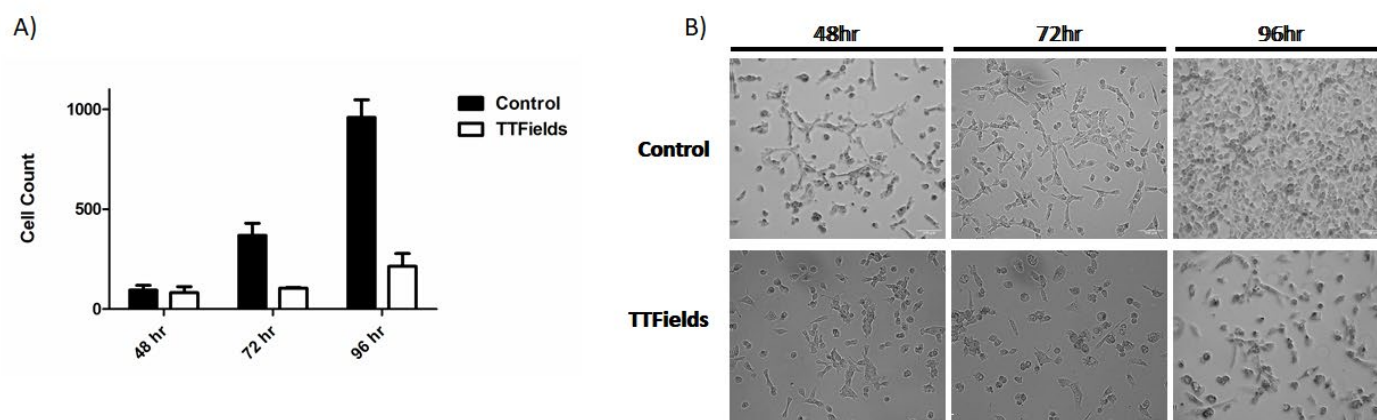 A)
1000
500
0
Cell Count
48 hr
72 hr
96 hr
Control
TTFields
B)
48hr
72hr
96hr
Control
TTFields